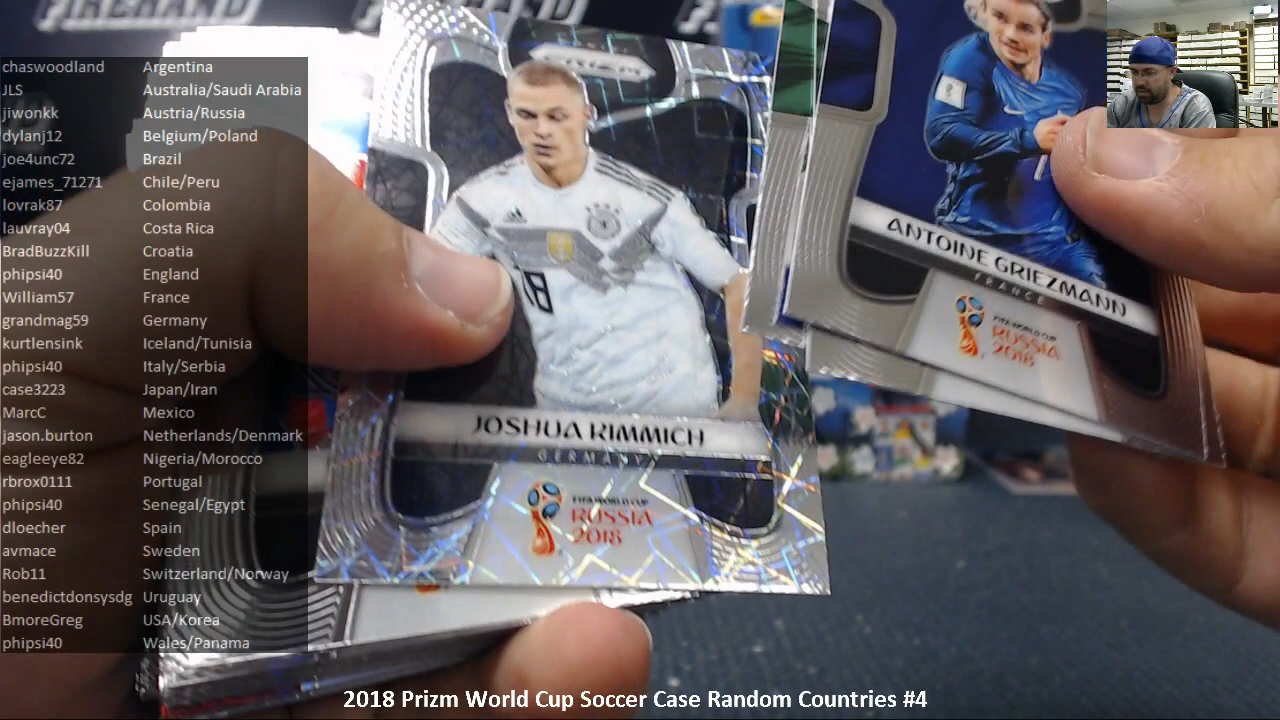 chaswoodland Argentina
JLS Australia/Saudi Arabia
jiwonkk Austria/Russia
dylanj12 Belgium/Poland
joe4unc72 Brazil
ejames_71271 Chile/Peru
lovrak87 Colombia
lauvray04 Costa Rica
BradBuzzKill Croatia
phipsi40 England
William57 France
grandmag59 Germany
kurtlensink Iceland/Tunisia
phipsi40 Italy/Serbia
case3223 Japan/Iran
MarcC Mexico
jason.burton Netherlands/Denmark
eagleeye82 Nigeria/Morocco
rbrox0111 Portugal
phipsi40 Senegal/Egypt
dloecher Spain
avmace Sweden
Rob11 Switzerland/Norway
benedictdonsysdg Uruguay
BmoreGreg USA/Korea
phipsi40 Wales/Panama
PRIZM
18
JOSHUA KIMMICH
GERMANY
FIFA WORLD CUP
RUSSIA
2018
ANTOINE GRIEZMANN
FRANCE
FIFA WORLD CUP
RUSSIA
2018
2018 Prizm World Cup Soccer Case Random Countries #4